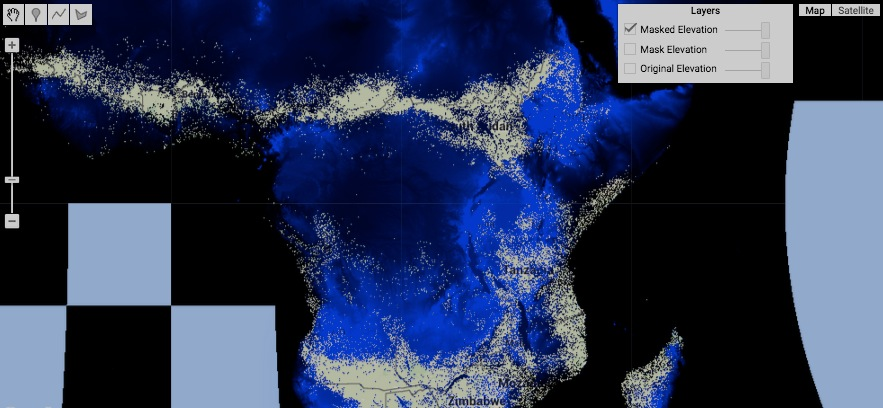 Layers
Masked Elevation
Mask Elevation
Original Elevation
Map
Satellite
Tanzania
Zimbabwe